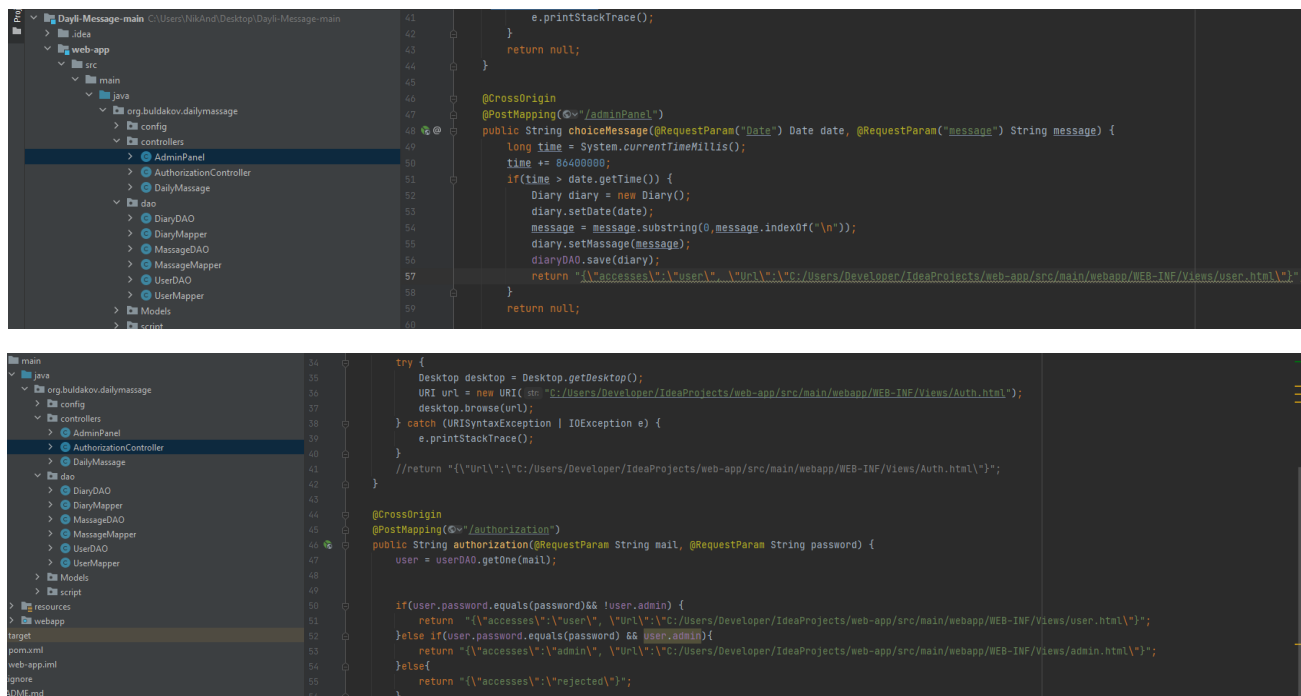 Proj
Dayli-Message-main C:\Users\NikAnd\Desktop\Dayli-Message-main
.idea
web-app
src
main
java
org.buldakov.dailymassage
config
controllers
AdminPanel
AuthorizationController
DailyMassage
dao
DiaryDAO
DiaryMapper
MassageDAO
MassageMapper
UserDAO
UserMapper
Models
script
41 e.printStackTrace();
42 }
43 return null;
44 }
45
46 @CrossOrigin
47 @PostMapping("/adminPanel")
48 @ public String choiceMessage(@RequestParam("Date") Date date, @RequestParam("message") String message) {
49 long time = System.currentTimeMillis();
50 time += 86400000;
51 if(time > date.getTime()) {
52 Diary diary = new Diary();
53 diary.setDate(date);
54 message = message.substring(0,message.indexOf("\n"));
55 diary.setMassage(message);
56 diaryDAO.save(diary);
57 return "{\"accesses\":\"user\", \"Url\":\"C:/Users/Developer/IdeaProjects/web-app/src/main/webapp/WEB-INF/Views/user.html\"}"
58 }
59 return null;
60
main
java
org.buldakov.dailymassage
config
controllers
AdminPanel
AuthorizationController
DailyMassage
dao
DiaryDAO
DiaryMapper
MassageDAO
MassageMapper
UserDAO
UserMapper
Models
script
resources
webapp
target
pom.xml
web-app.iml
ignore
ADME.md
34 try {
35 Desktop desktop = Desktop.getDesktop();
36 URI url = new URI( str: "C:/Users/Developer/IdeaProjects/web-app/src/main/webapp/WEB-INF/Views/Auth.html");
37 desktop.browse(url);
38 } catch (URISyntaxException | IOException e) {
39 e.printStackTrace();
40 }
41 //return "{\"Url\":\"C:/Users/Developer/IdeaProjects/web-app/src/main/webapp/WEB-INF/Views/Auth.html\"}";
42 }
43
44 @CrossOrigin
45 @PostMapping("/authorization")
46 public String authorization(@RequestParam String mail, @RequestParam String password) {
47 user = userDAO.getOne(mail);
48
49
50 if(user.password.equals(password)&& !user.admin) {
51 return "{\"accesses\":\"user\", \"Url\":\"C:/Users/Developer/IdeaProjects/web-app/src/main/webapp/WEB-INF/Views/user.html\"}";
52 }else if(user.password.equals(password) && user.admin){
53 return "{\"accesses\":\"admin\", \"Url\":\"C:/Users/Developer/IdeaProjects/web-app/src/main/webapp/WEB-INF/Views/admin.html\"}";
54 }else{
55 return "{\"accesses\":\"rejected\"}";
}